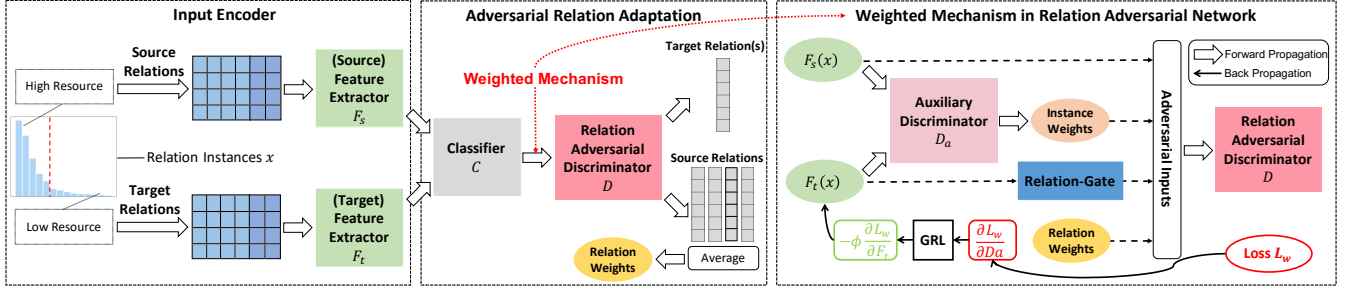 Input Encoder
High Resource
Low Resource
Relation Instances x
Source
Relations
Target
Relations
(Source)
Feature
Extractor
F_s
(Target)
Feature
Extractor
F_t
Adversarial Relation Adaptation
Weighted Mechanism
Classifier
C
Relation
Adversarial
Discriminator
D
Target Relation(s)
Source Relations
Average
Relation
Weights
Weighted Mechanism in Relation Adversarial Network
F_s(x)
F_t(x)
Auxiliary
Discriminator
D_a
Instance
Weights
Relation-Gate
Relation
Weights
−ϕ ∂L_w/∂F_t
GRL
∂L_w/∂Da
Loss L_w
Adversarial Inputs
Forward Propagation
Back Propagation
Relation
Adversarial
Discriminator
D